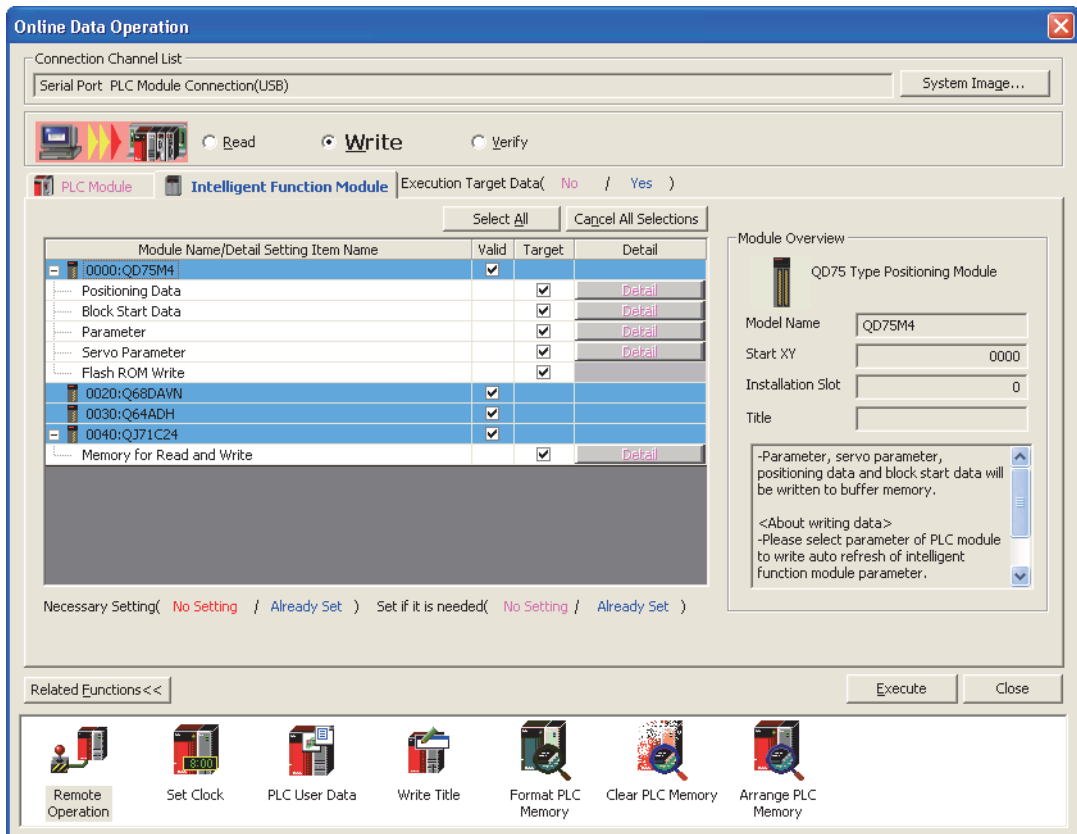 Online Data Operation
Connection Channel List
Serial Port PLC Module Connection(USB)
System Image...
Read
Write
Verify
PLC Module
Intelligent Function Module
Execution Target Data( No / Yes )
Select All
Cancel All Selections
Module Name/Detail Setting Item Name Valid Target Detail
0000:QD75M4
Positioning Data Detail
Block Start Data Detail
Parameter Detail
Servo Parameter Detail
Flash ROM Write
0020:Q68DAVN
0030:Q64ADH
0040:QJ71C24
Memory for Read and Write Detail
Necessary Setting( No Setting / Already Set ) Set if it is needed( No Setting / Already Set )
Module Overview
QD75 Type Positioning Module
Model Name QD75M4
Start XY 0000
Installation Slot 0
Title
-Parameter, servo parameter,
positioning data and block start data will
be written to buffer memory.
<About writing data>
-Please select parameter of PLC module
to write auto refresh of intelligent
function module parameter.
Related Functions<<
Execute
Close
8:00
Remote
Operation
Set Clock
PLC User Data
Write Title
Format PLC
Memory
Clear PLC Memory
Arrange PLC
Memory